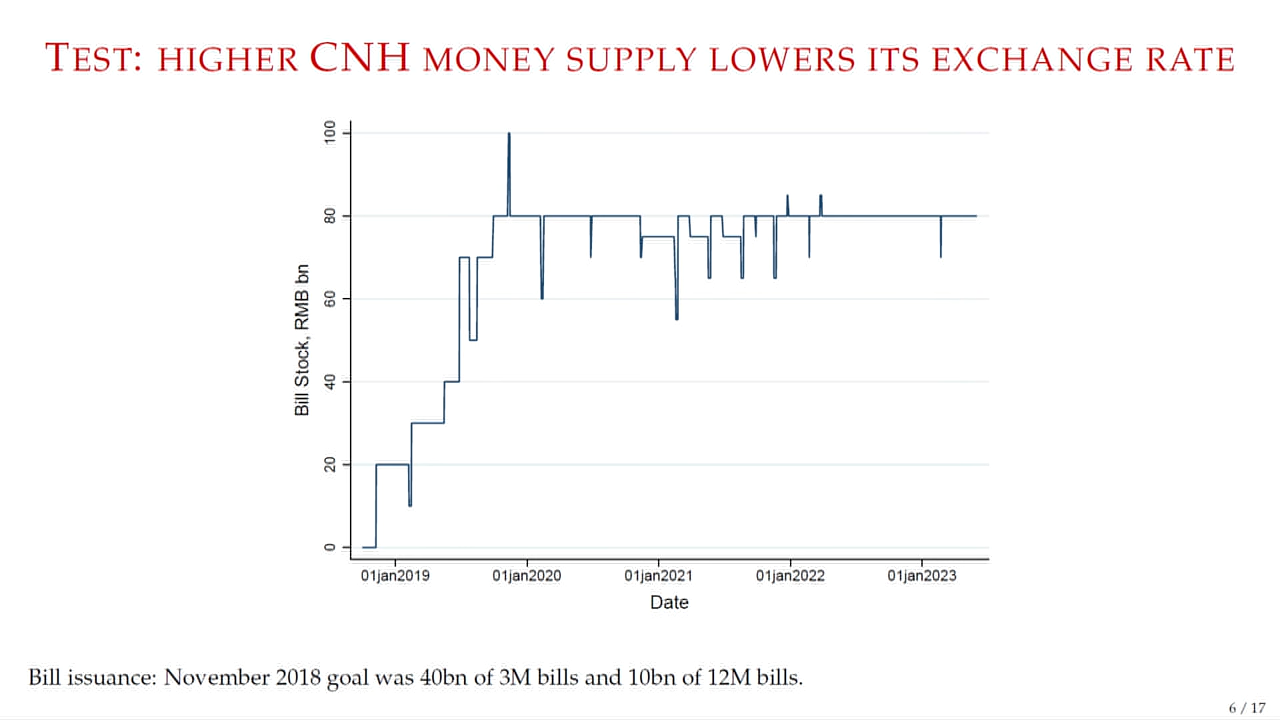 TEST: HIGHER CNH MONEY SUPPLY LOWERS ITS EXCHANGE RATE
100
80
60
40
20
0
Bill Stock, RMB bn
01jan2019 01jan2020 01jan2021 01jan2022 01jan2023
Date
Bill issuance: November 2018 goal was 40bn of 3M bills and 10bn of 12M bills.
6 / 17